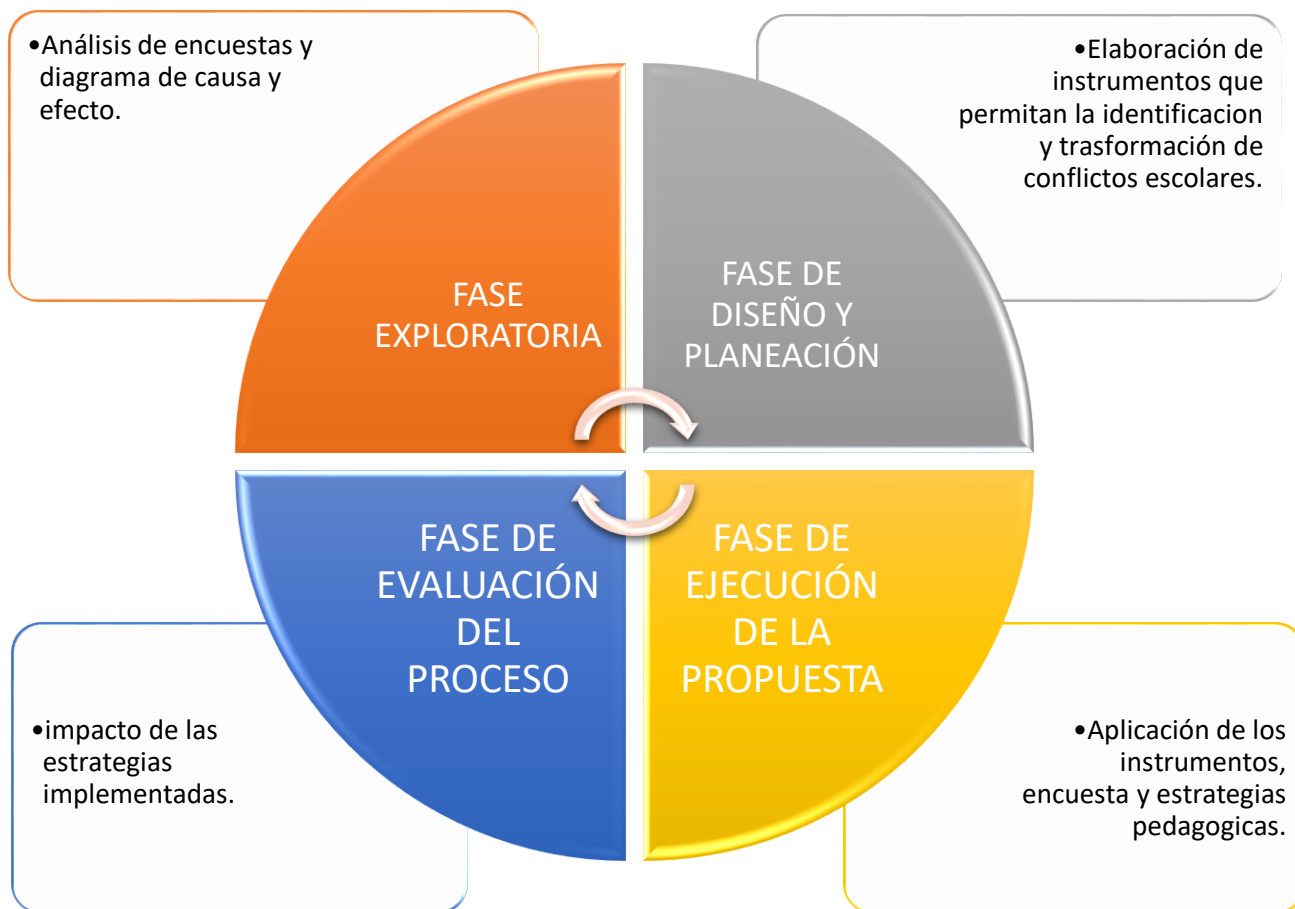 •Análisis de encuestas y
diagrama de causa y
efecto.
•Elaboración de
instrumentos que
permitan la identificacion
y trasformación de
conflictos escolares.
FASE
EXPLORATORIA
FASE DE
DISEÑO Y
PLANEACIÓN
FASE DE
EVALUACIÓN
DEL
PROCESO
FASE DE
EJECUCIÓN
DE LA
PROPUESTA
•impacto de las
estrategias
implementadas.
•Aplicación de los
instrumentos,
encuesta y estrategias
pedagogicas.